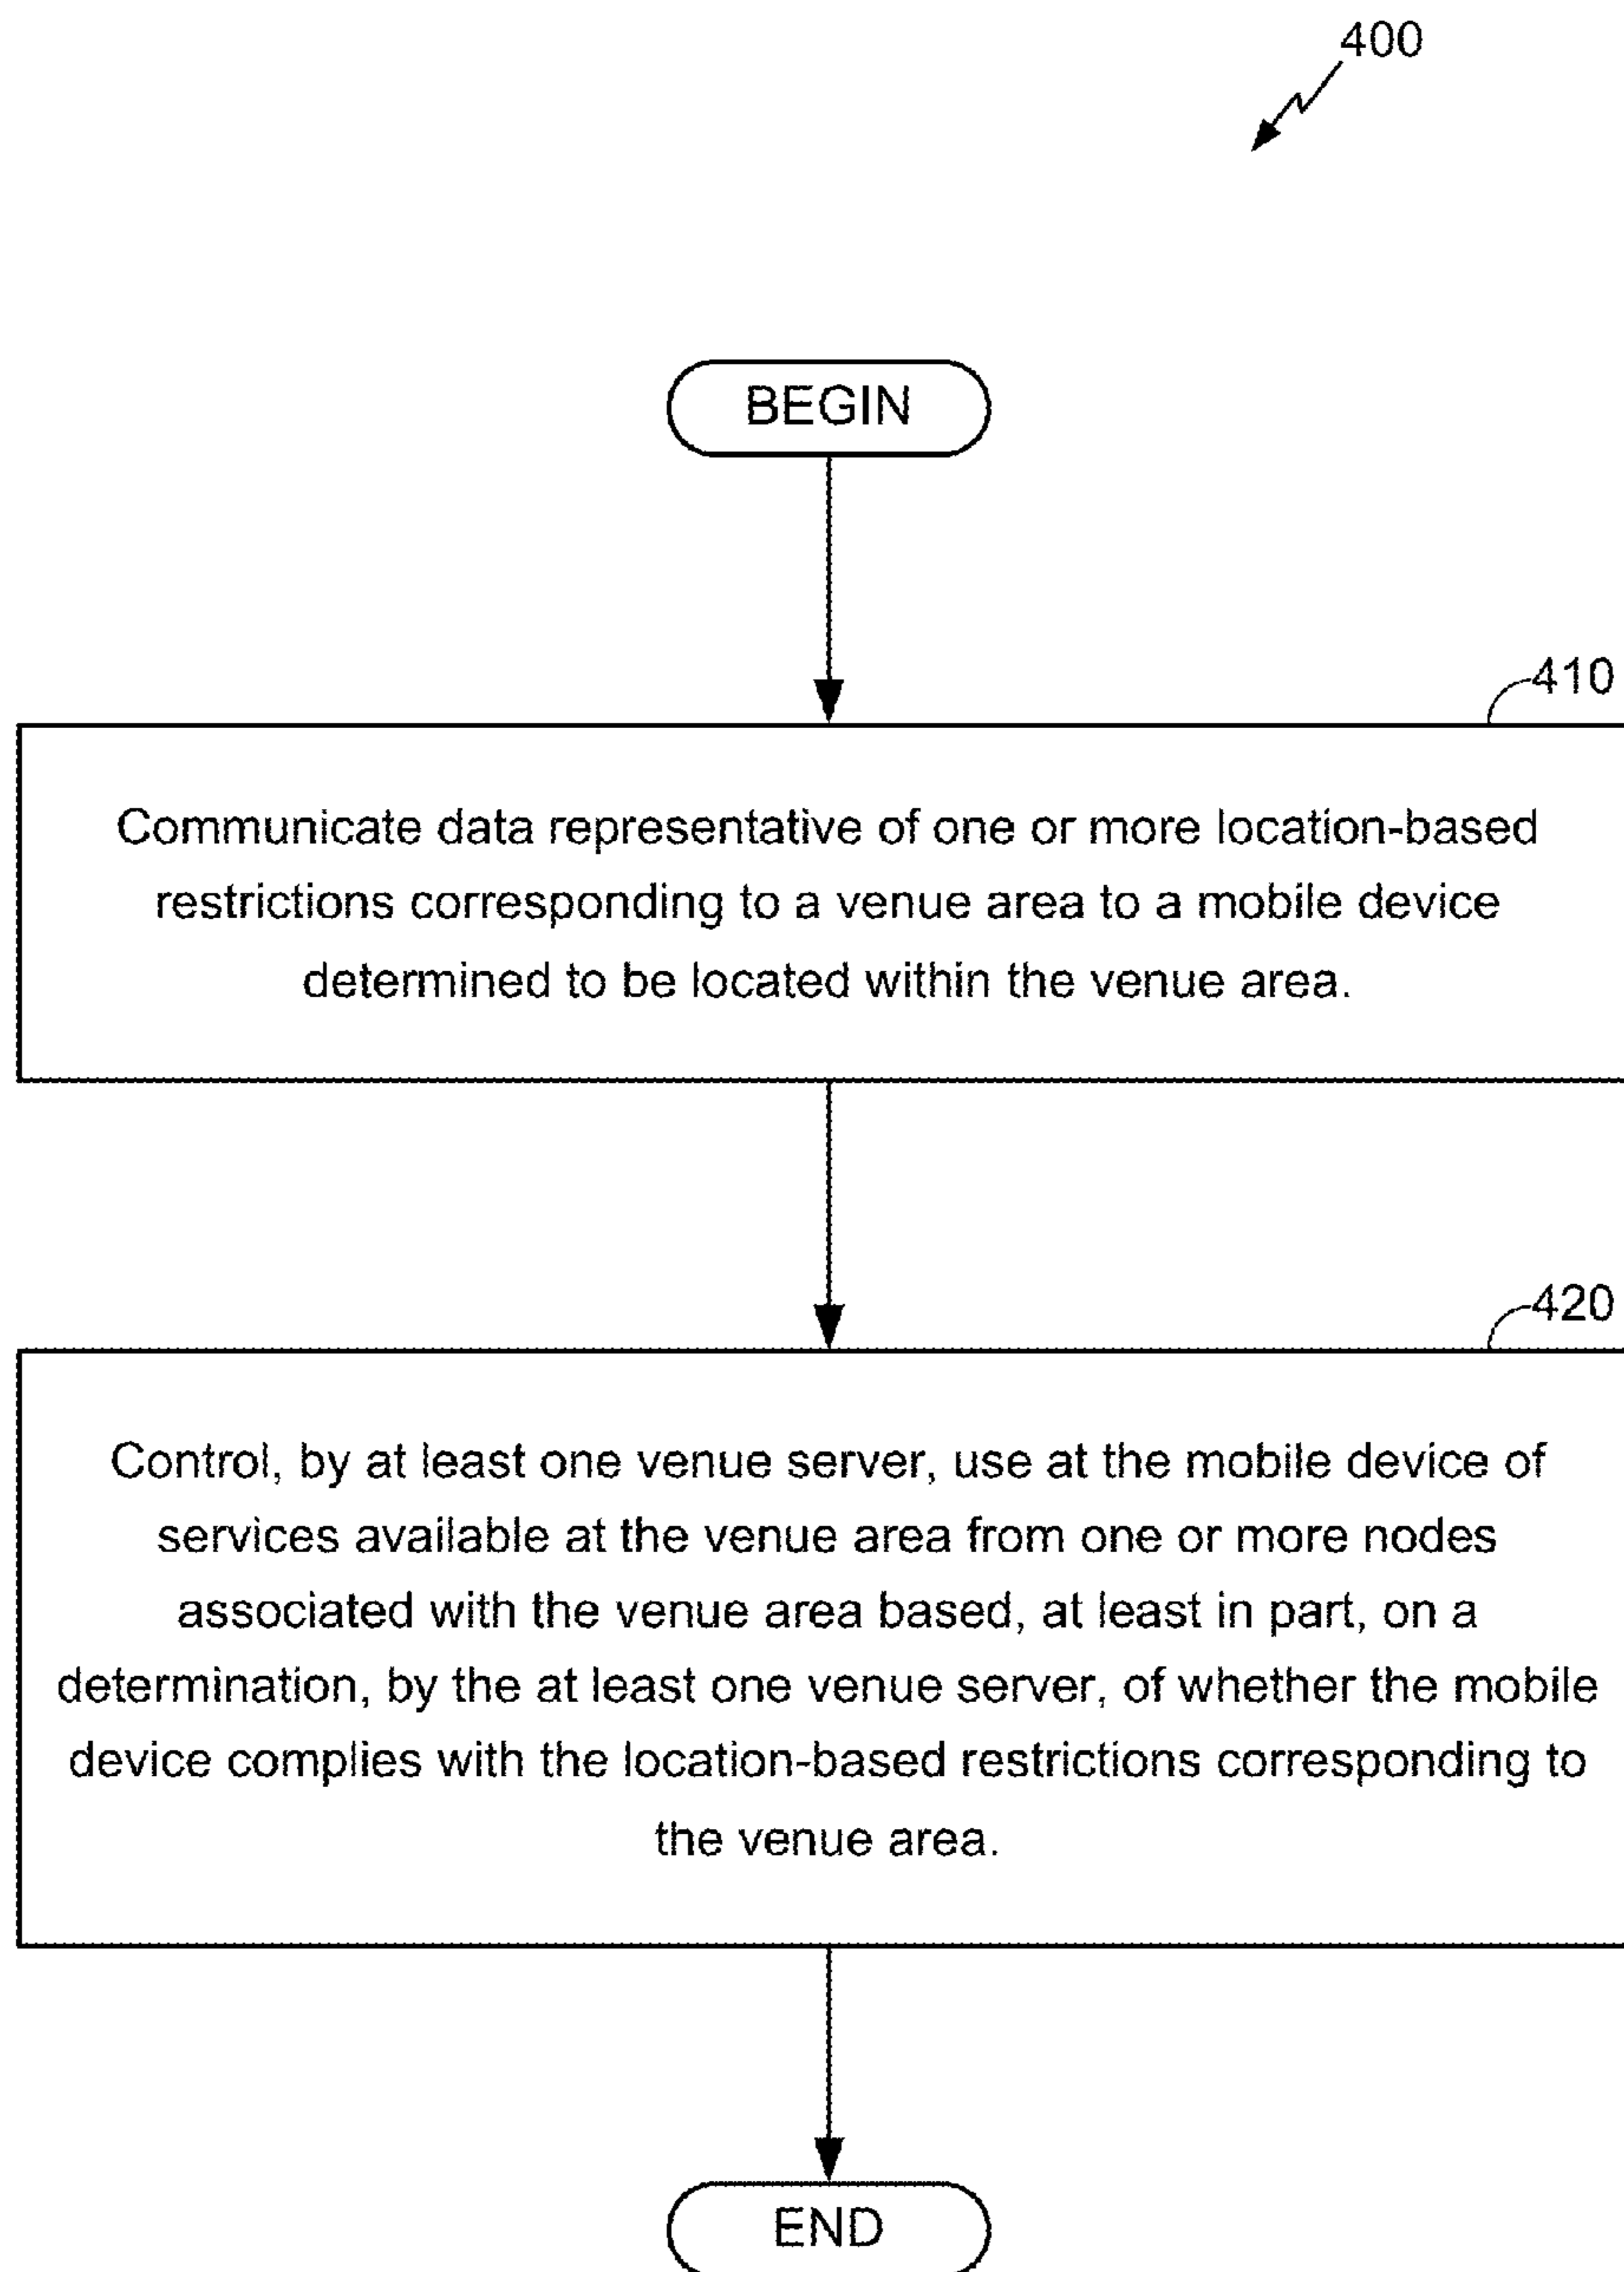 400
BEGIN
410
Communicate data representative of one or more location-based
restrictions corresponding to a venue area to a mobile device
determined to be located within the venue area.
420
Control, by at least one venue server, use at the mobile device of
services available at the venue area from one or more nodes
associated with the venue area based, at least in part, on a
determination, by the at least one venue server, of whether the mobile
device complies with the location-based restrictions corresponding to
the venue area.
END